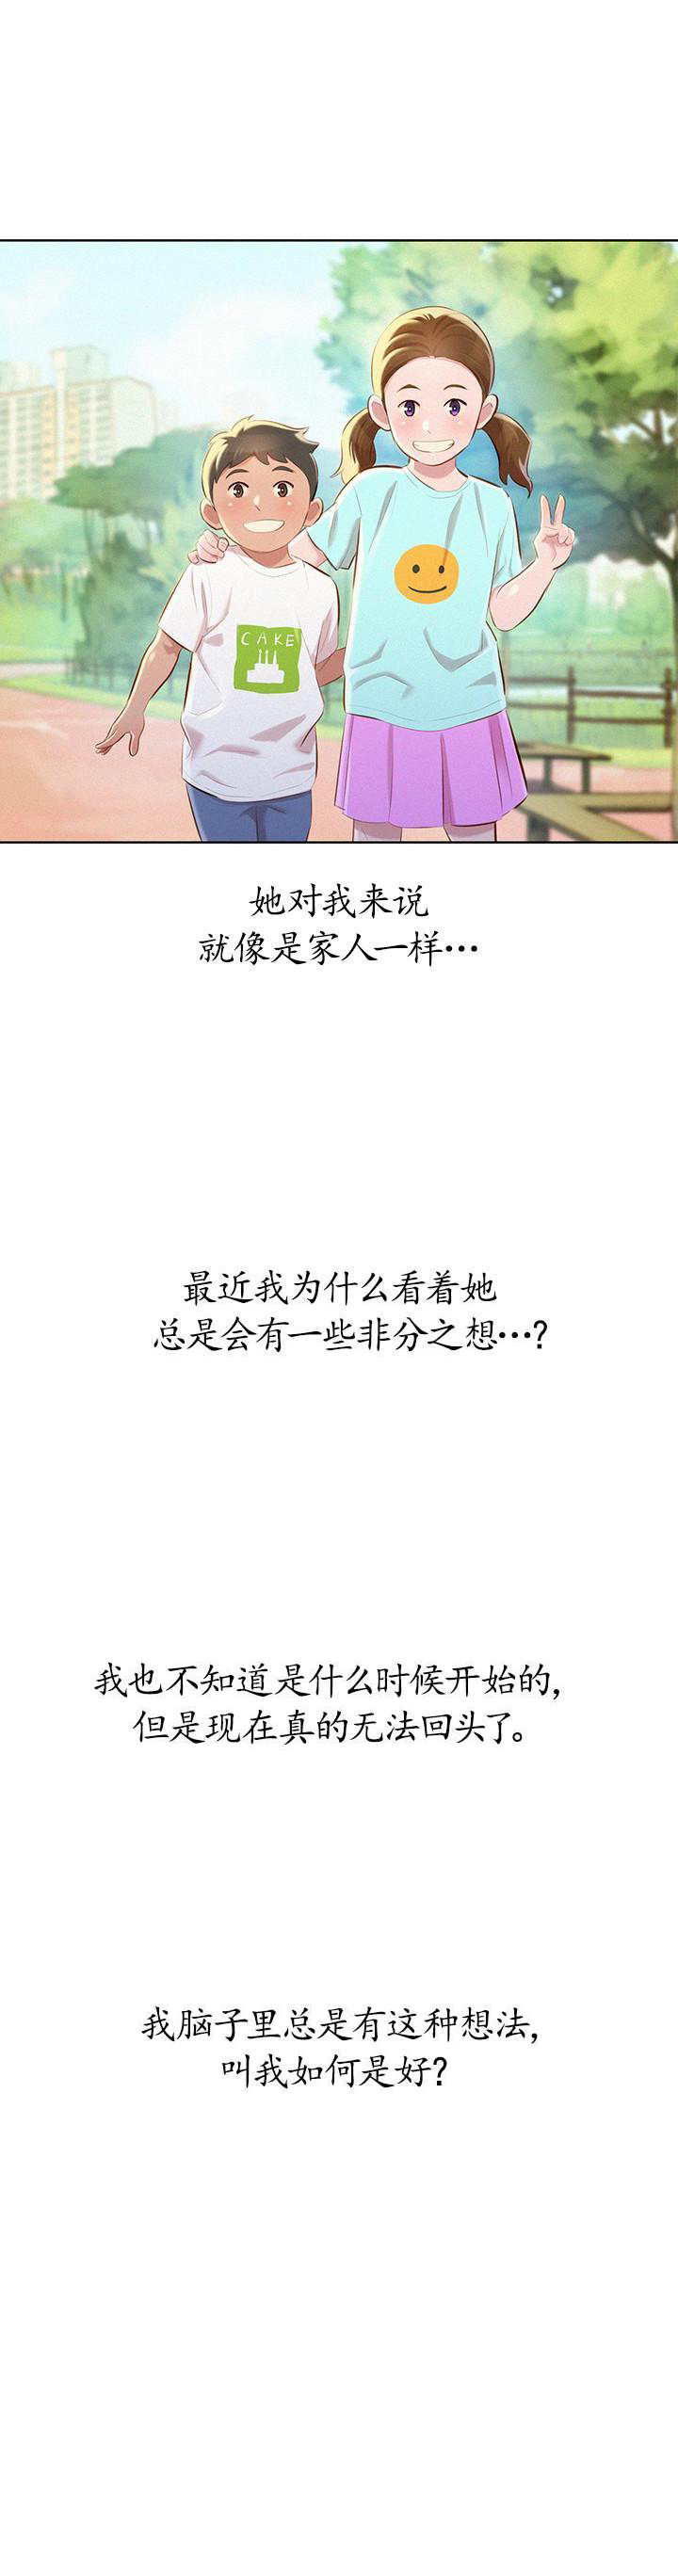 CAKE
她对我来说
就像是家人一样…
最近我为什么看着她
总是会有一些非分之想…?
我也不知道是什么时候开始的,
但是现在真的无法回头了。
我脑子里总是有这种想法,
叫我如何是好?